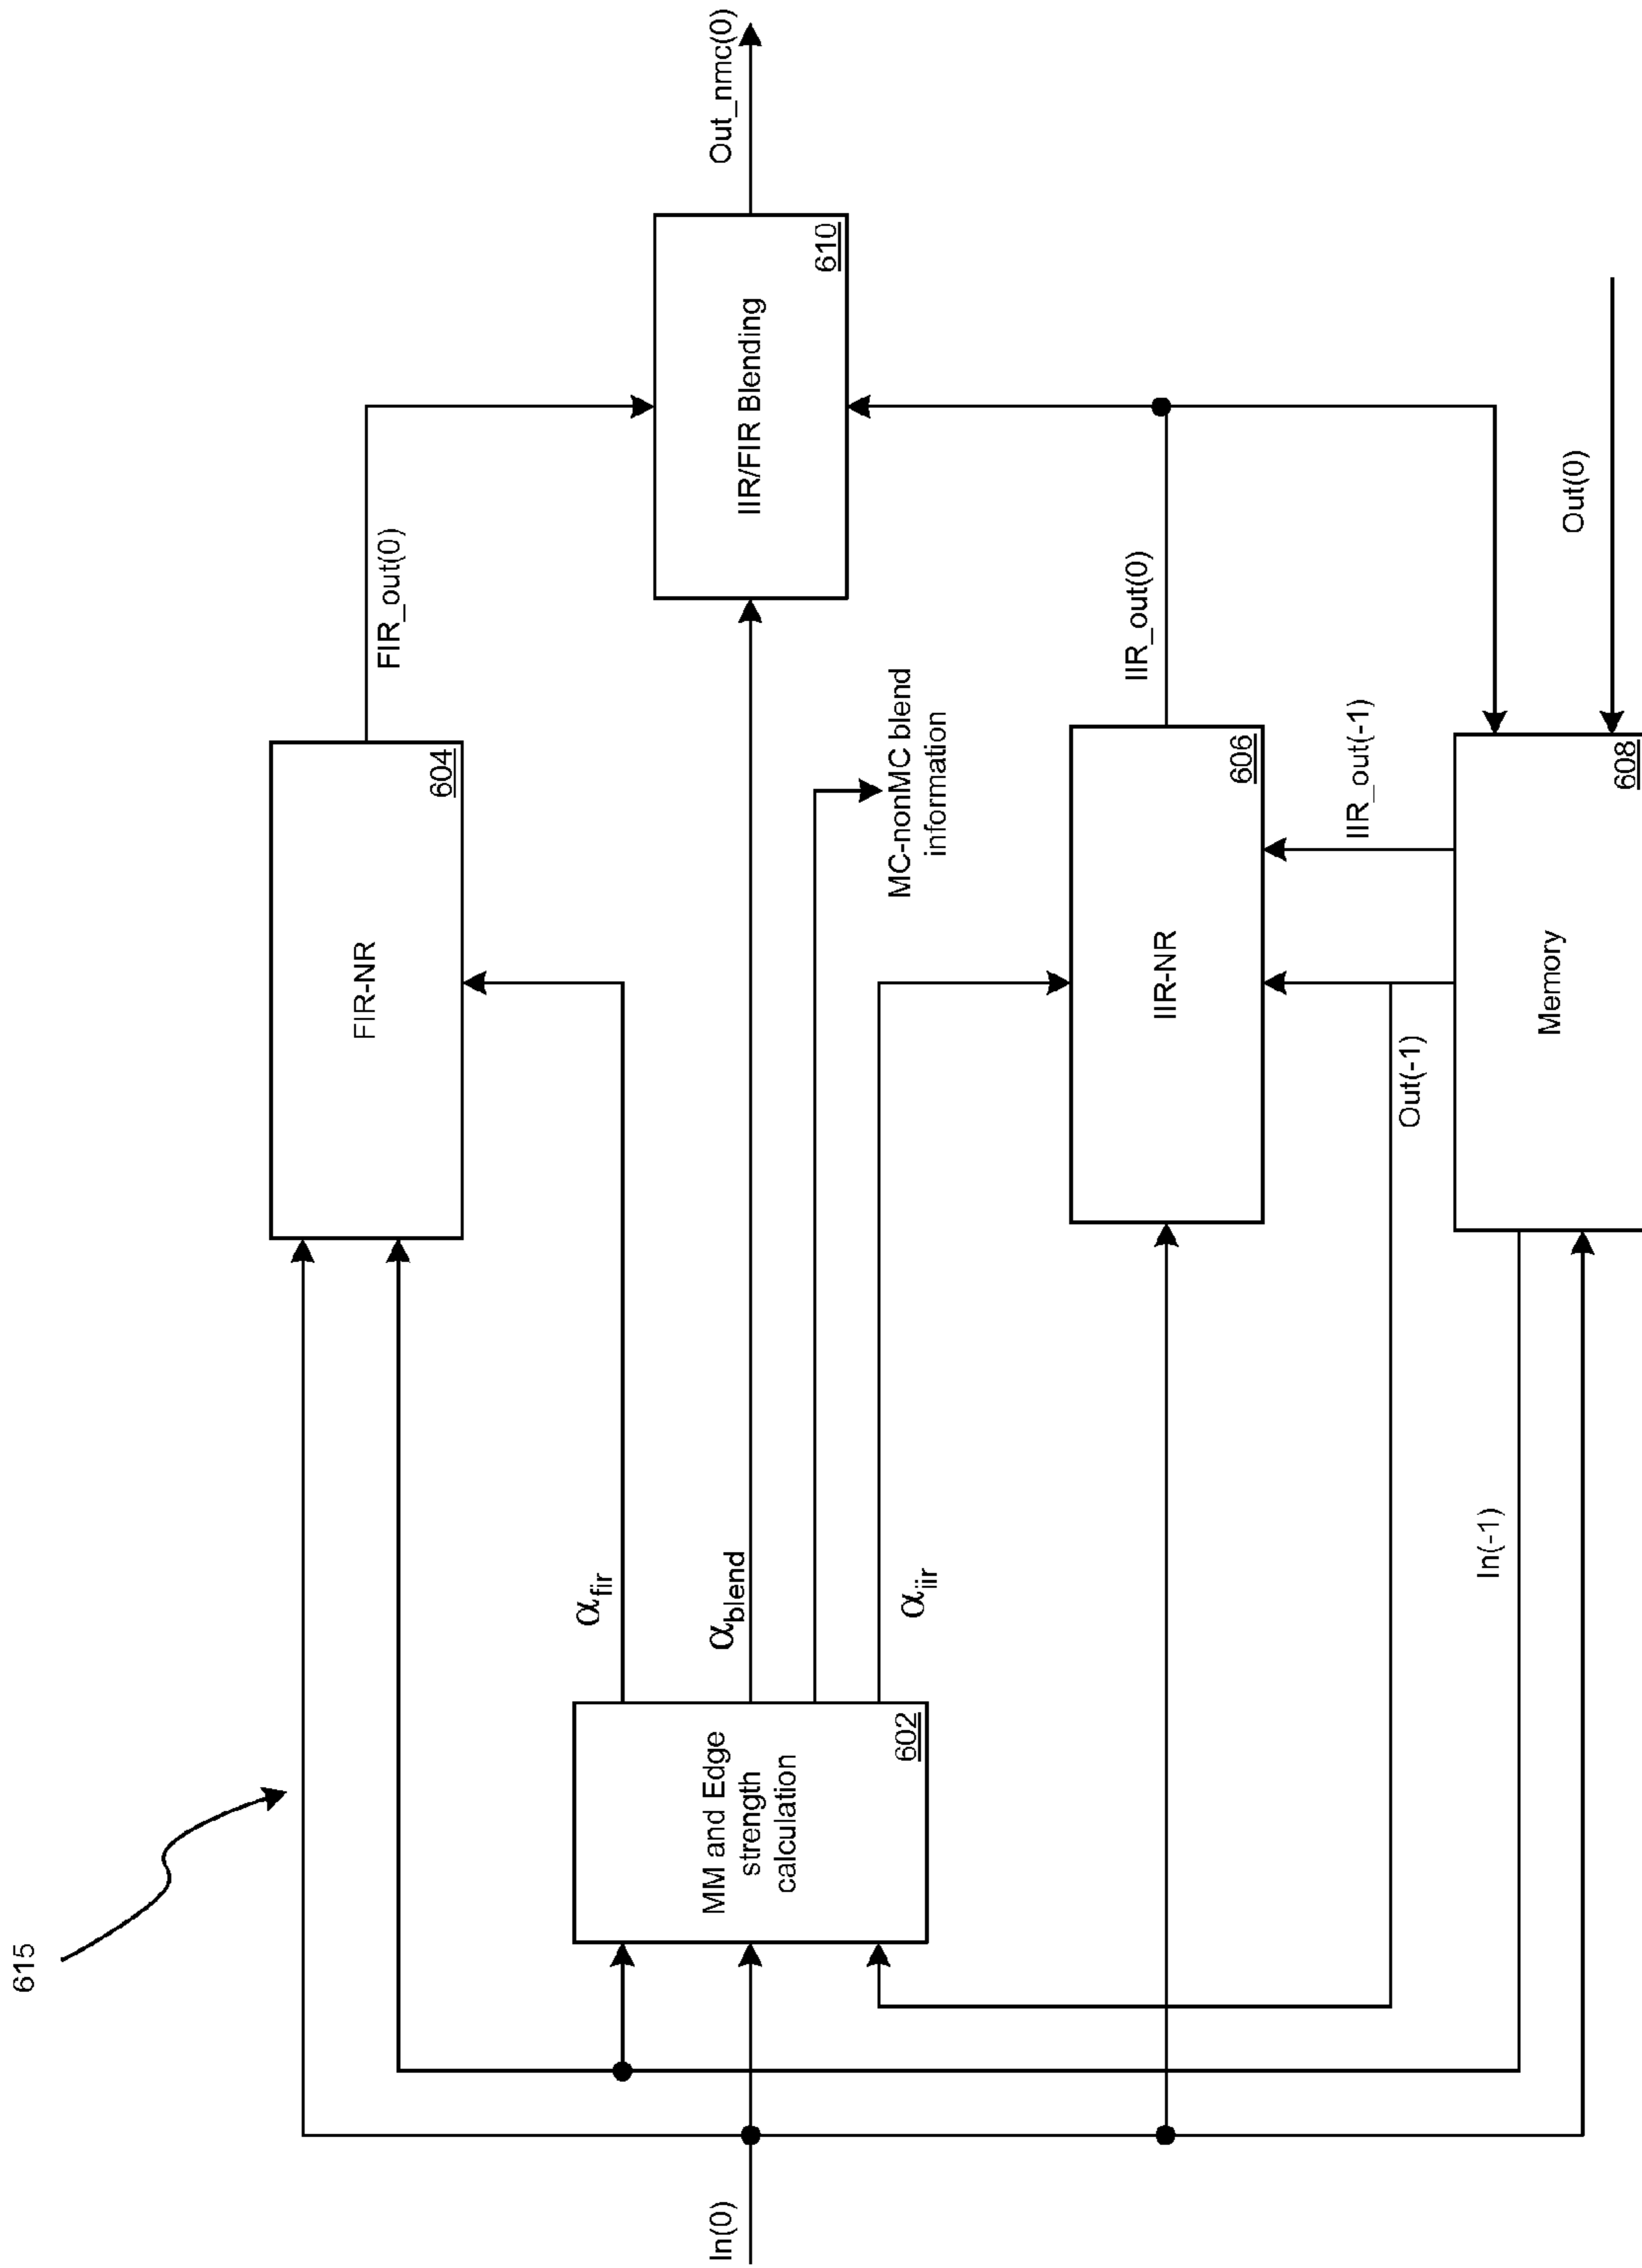 615
In(0)
FIR-NR
604
FIR_out(0)
MM and Edge
strength
calculation
602
αfir
αblend
αiir
MC-nonMC blend
information
IIR/FIR Blending
610
Out_nmc(0)
IIR-NR
606
IIR_out(0)
IIR_out(-1)
Out(-1)
In(-1)
Memory
608
Out(0)